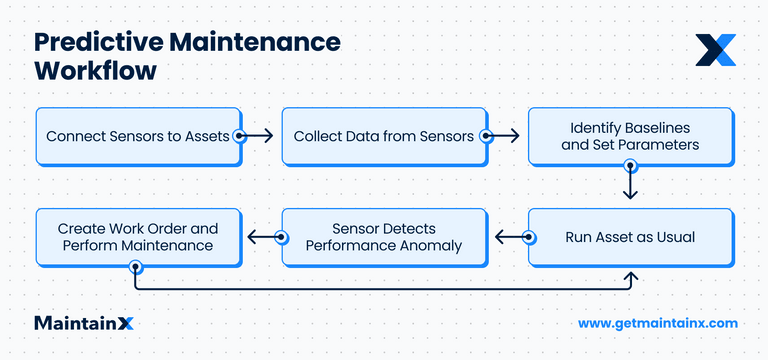 Predictive Maintenance
Workflow
Connect Sensors to Assets
Collect Data from Sensors
Identify Baselines
and Set Parameters
Run Asset as Usual
Sensor Detects
Performance Anomaly
Create Work Order and
Perform Maintenance
MaintainX
www.getmaintainx.com